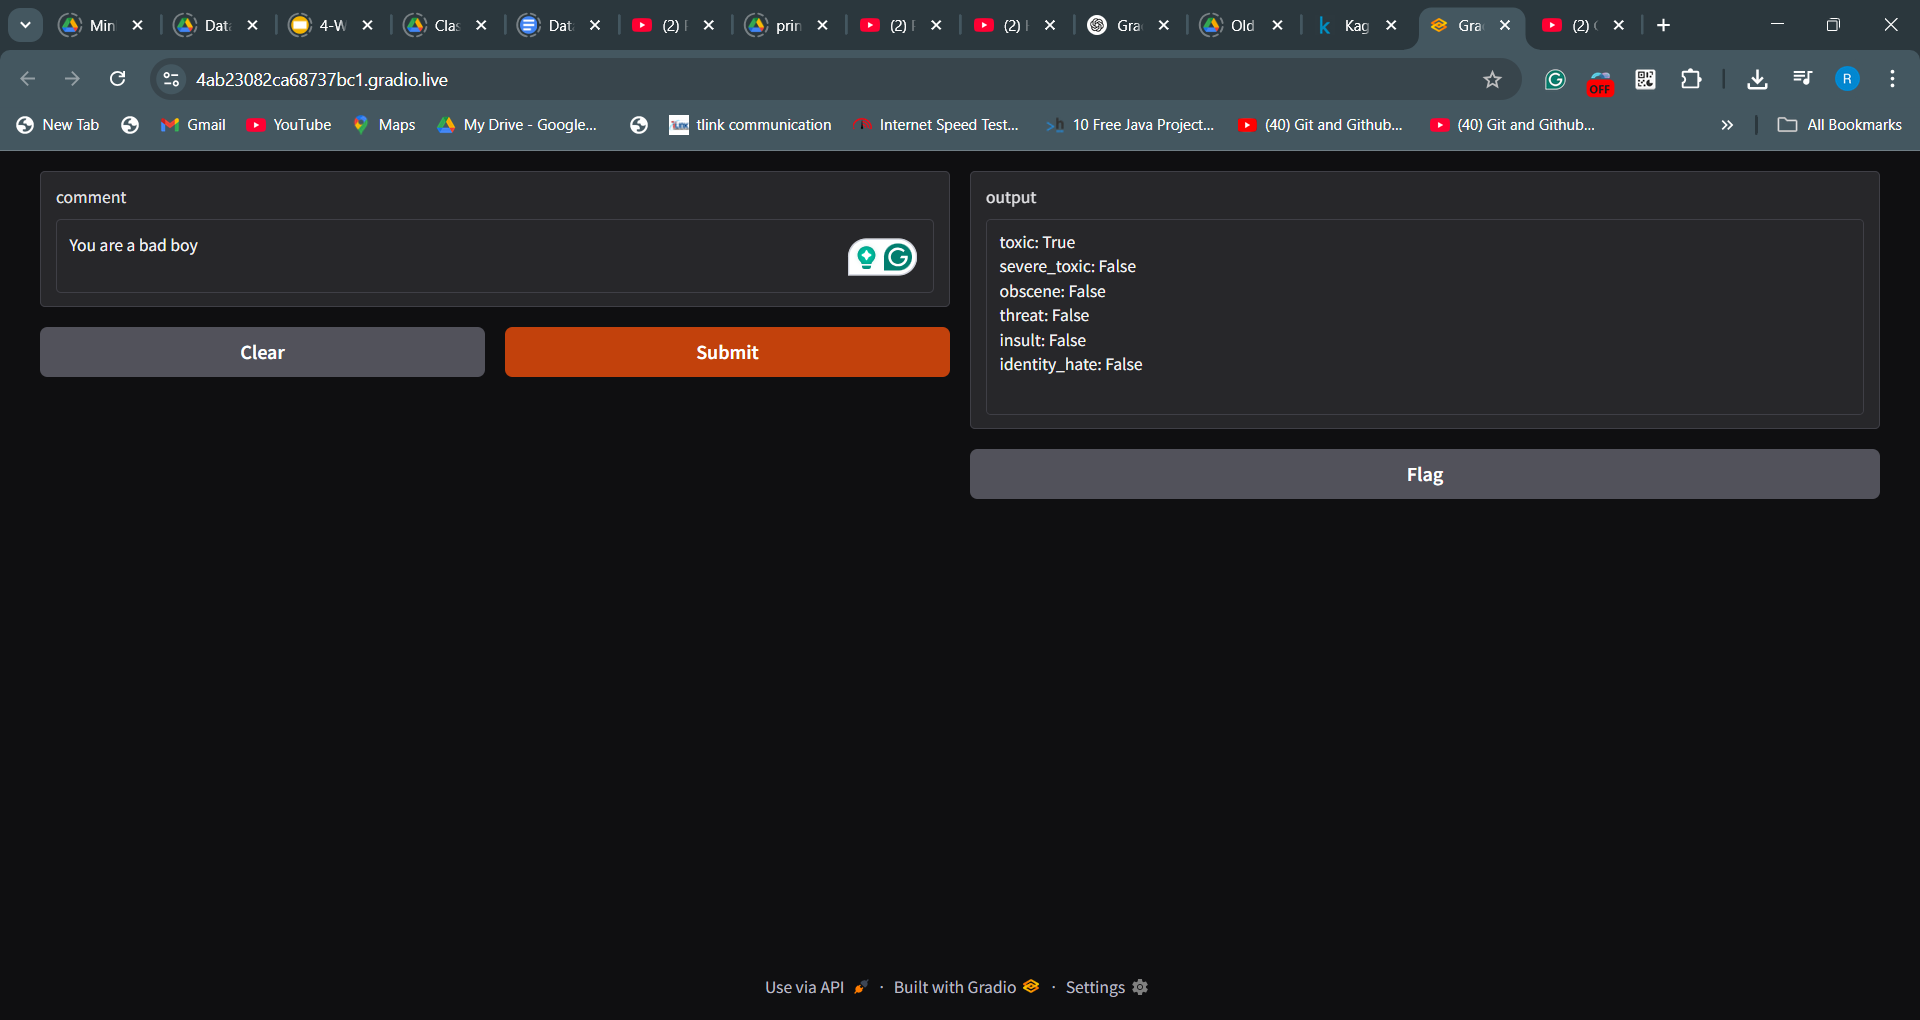 Min
Data
4-W
Clas
Dat
(2)
prin
(2)
(2)
Gra
Old
Kag
Gra
(2)
4ab23082ca68737bc1.gradio.live
OFF
R
New Tab
Gmail
YouTube
Maps
My Drive - Google...
tlink communication
Internet Speed Test...
10 Free Java Project...
(40) Git and Github...
(40) Git and Github...
All Bookmarks
comment
You are a bad boy
Clear
Submit
output
toxic: True
severe_toxic: False
obscene: False
threat: False
insult: False
identity_hate: False
Flag
Use via API · Built with Gradio · Settings